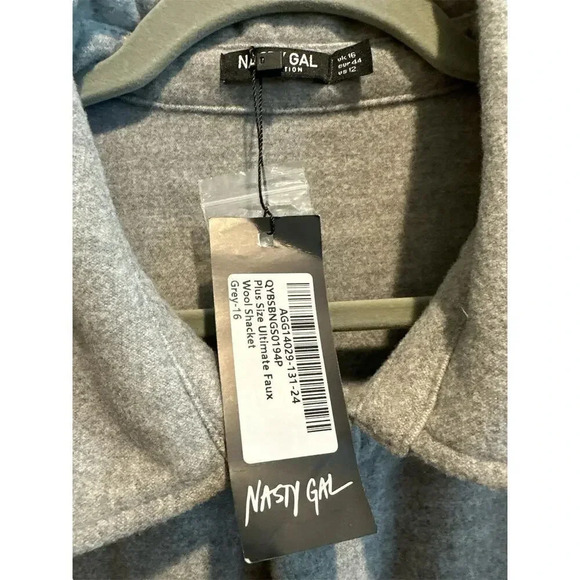 NASTY GAL
UK 16
EUR 44
US 12
AGG14029-131-24
QYBSBNGS0194P
Plus Size Ultimate Faux
Wool Shacket
Grey-16
NASTY GAL